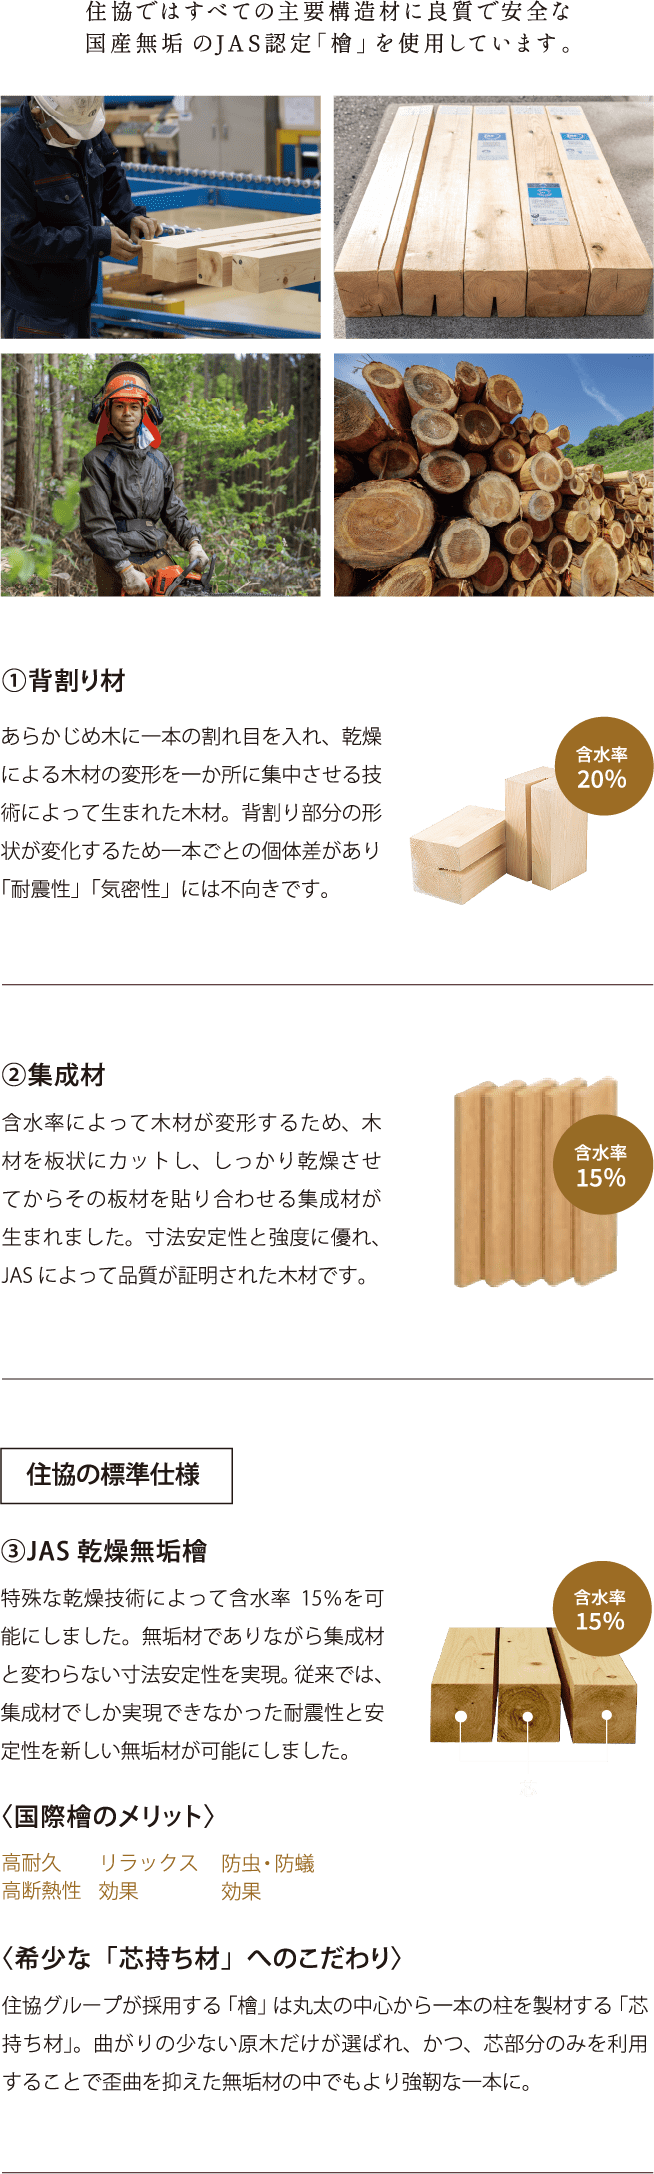 住協ではすべての主要構造材に良質で安全な
国産無垢のJAS認定「檜」を使用しています。
①背割り材
あらかじめ木に一本の割れ目を入れ、乾燥
による木材の変形を一か所に集中させる技
術によって生まれた木材。背割り部分の形
状が変化するため一本ごとの個体差があり
「耐震性」「気密性」には不向きです。
含水率
20%
②集成材
含水率によって木材が変形するため、木
材を板状にカットし、しっかり乾燥させ
てからその板材を貼り合わせる集成材が
生まれました。寸法安定性と強度に優れ、
JASによって品質が証明された木材です。
含水率
15%
住協の標準仕様
③JAS 乾燥無垢檜
特殊な乾燥技術によって含水率 15%を可
能にしました。無垢材でありながら集成材
と変わらない寸法安定性を実現。従来では、
集成材でしか実現できなかった耐震性と安
定性を新しい無垢材が可能にしました。
含水率
15%
〈国際檜のメリット〉
高耐久 リラックス 防虫・防蟻
高断熱性 効果 効果
〈希少な「芯持ち材」へのこだわり〉
住協グループが採用する「檜」は丸太の中心から一本の柱を製材する「芯
持ち材」。曲がりの少ない原木だけが選ばれ、かつ、芯部分のみを利用
することで歪曲を抑えた無垢材の中でもより強靭な一本に。